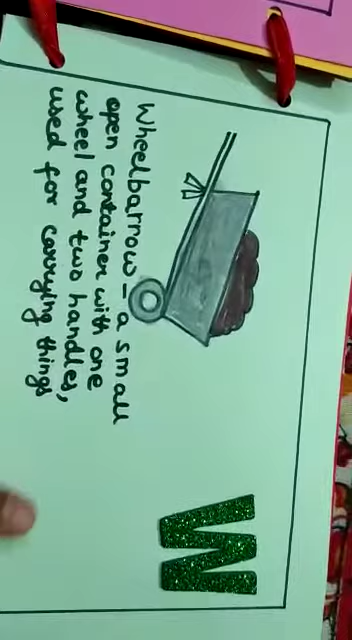 W
Wheelbarrow - a small
open container with one
wheel and two handles,
used for carrying things